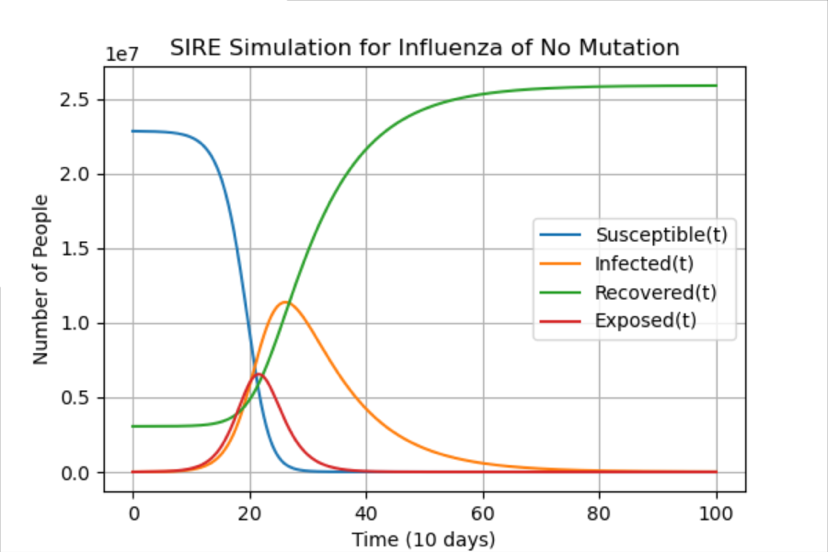 SIRE Simulation for Influenza of No Mutation
1e7
2.5
2.0
1.5
1.0
0.5
0.0
Number of People
Susceptible(t)
Infected(t)
Recovered(t)
Exposed(t)
0 20 40 60 80 100
Time (10 days)